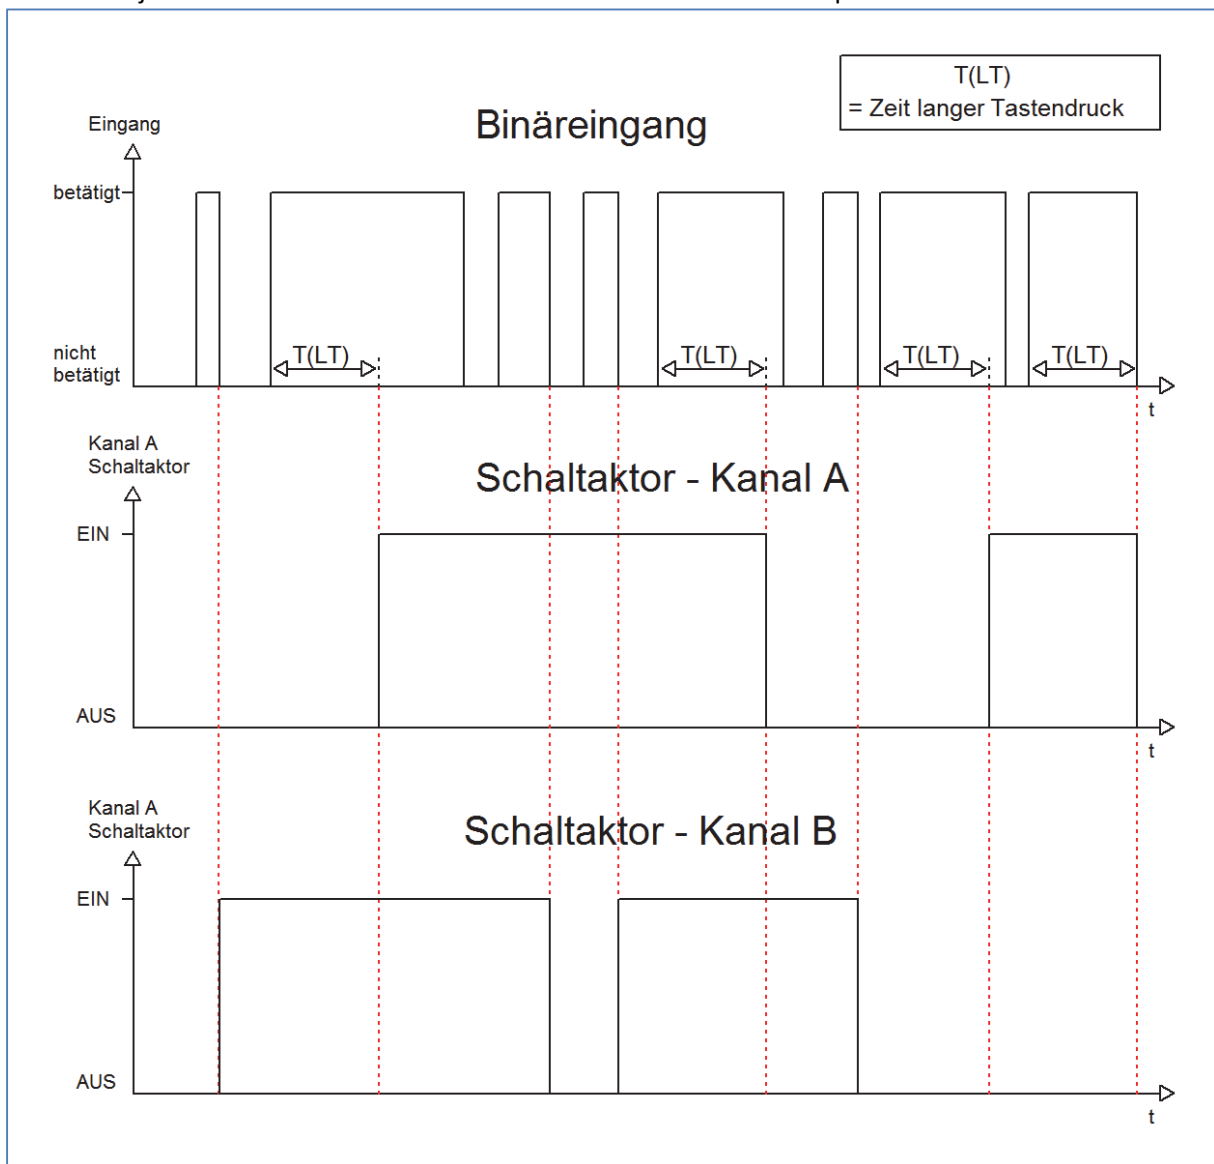 T(LT)
= Zeit langer Tastendruck
Binäreingang
Eingang
betätigt
nicht
betätigt
T(LT)
T(LT)
T(LT)
T(LT)
t
Kanal A
Schaltaktor
Schaltaktor - Kanal A
EIN
AUS
t
Kanal A
Schaltaktor
Schaltaktor - Kanal B
EIN
AUS
t